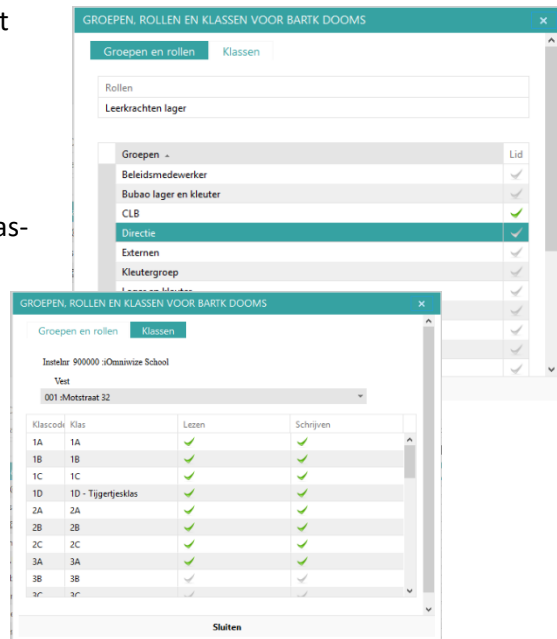 t
as-
GROEPEN, ROLLEN EN KLASSEN VOOR BARTK DOOMS ×
Groepen en rollen Klassen
Rollen
Leerkrachten lager
Groepen Lid
Beleidsmedewerker
Bubao lager en kleuter
CLB
Directie
Externen
Kleutergroep
GROEPEN, ROLLEN EN KLASSEN VOOR BARTK DOOMS ×
Groepen en rollen Klassen
Instelnr 900000 :iOmniwize School
Vest
001 :Motstraat 32
Klascode Klas Lezen Schrijven
1A 1A
1B 1B
1C 1C
1D 1D - Tijgertjesklas
2A 2A
2B 2B
2C 2C
3A 3A
3B 3B
3C 3C
Sluiten